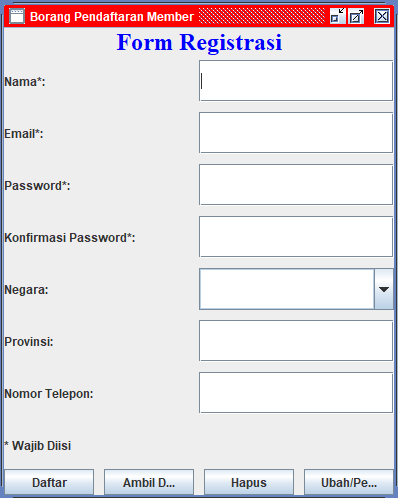 Borang Pendaftaran Member
Form Registrasi
Nama*:
Email*:
Password*:
Konfirmasi Password*:
Negara:
Provinsi:
Nomor Telepon:
* Wajib Diisi
Daftar Ambil D... Hapus Ubah/Pe...